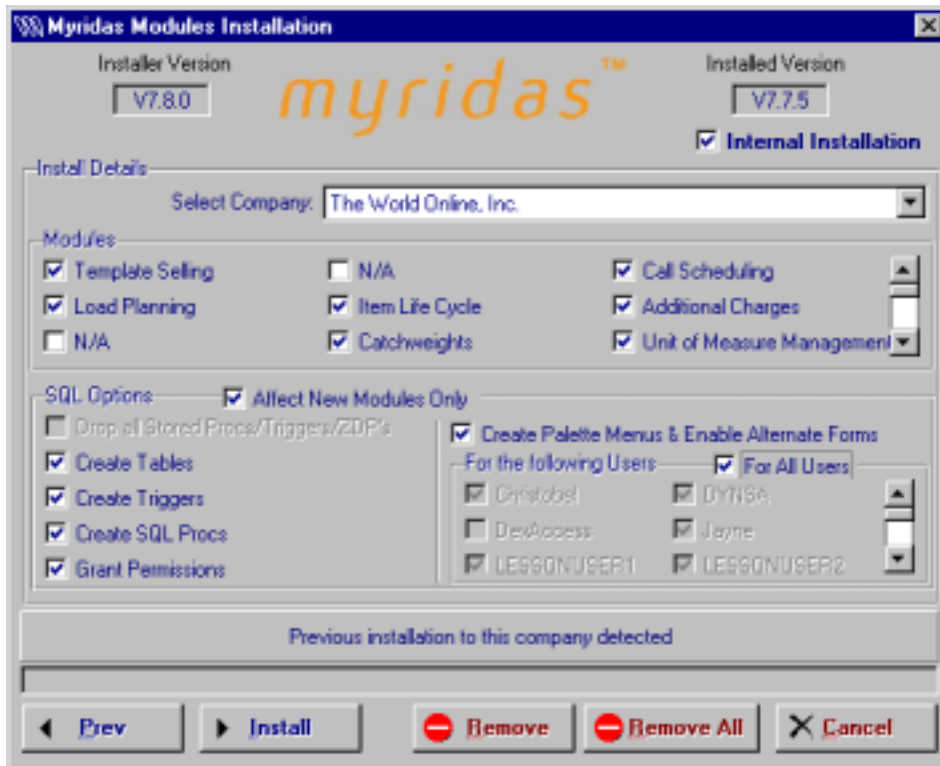 Myridas Modules Installation
Installer Version
V7.8.0
myridas™
Installed Version
V7.7.5
Internal Installation
Install Details
Select Company: The World Online, Inc.
Modules
Template Selling N/A Call Scheduling
Load Planning Item Life Cycle Additional Charges
N/A Catchweights Unit of Measure Management
SQL Options Affect New Modules Only
Drop all Stored Procs/Triggers/ZDP's
Create Palette Menus & Enable Alternate Forms
Create Tables
For the following Users For All Users
Create Triggers
Christobel DYNSA
Create SQL Procs
DexAccess Jayne
Grant Permissions
LESSONUSER1 LESSONUSER2
Previous installation to this company detected
Prev Install Remove Remove All Cancel